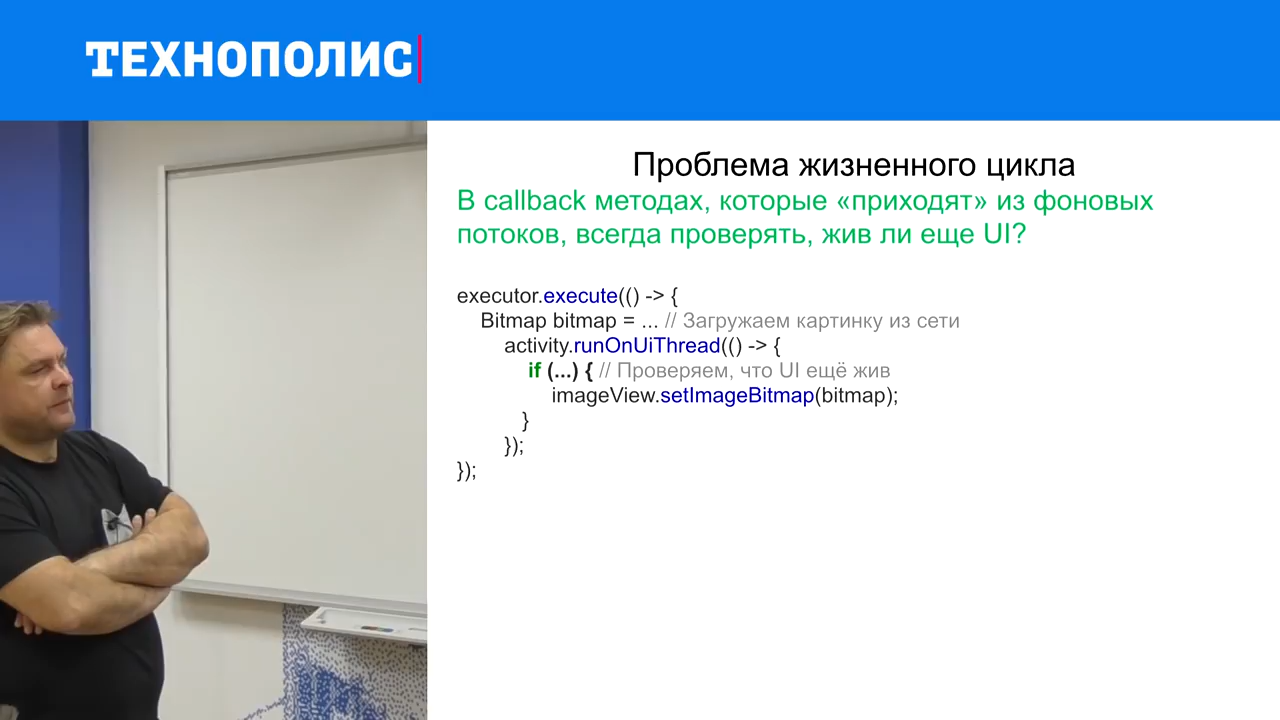 ТЕХНОПОЛИС
Проблема жизненного цикла
В callback методах, которые «приходят» из фоновых
потоков, всегда проверять, жив ли еще UI?
executor.execute(() -> {
Bitmap bitmap = ... // Загружаем картинку из сети
activity.runOnUiThread(() -> {
if (...) { // Проверяем, что UI ещё жив
imageView.setImageBitmap(bitmap);
}
});
});